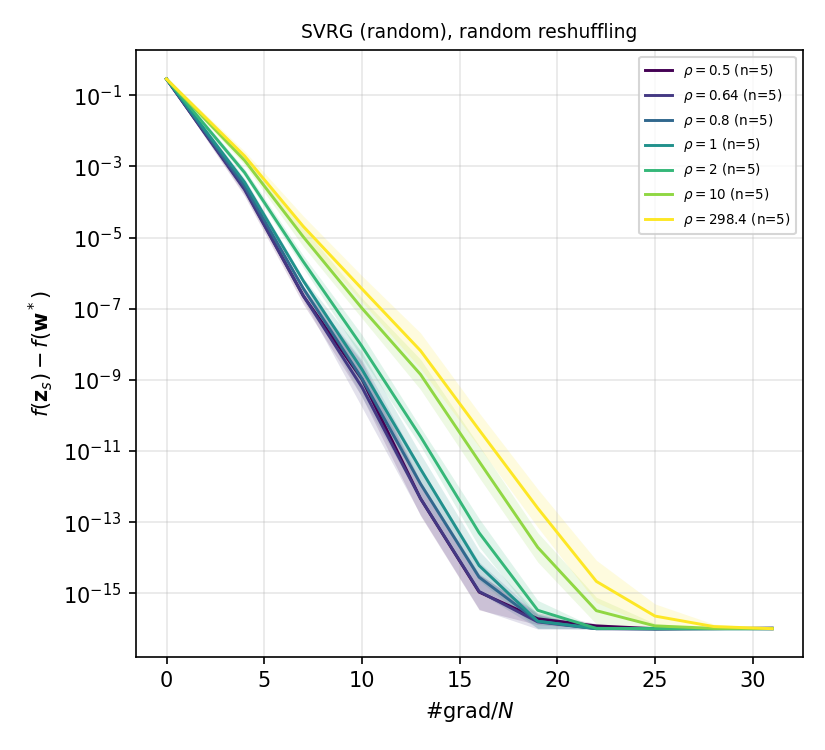 SVRG (random), random reshuffling
ρ = 0.5 (n=5)
ρ = 0.64 (n=5)
ρ = 0.8 (n=5)
ρ = 1 (n=5)
ρ = 2 (n=5)
ρ = 10 (n=5)
ρ = 298.4 (n=5)
f(𝐳ₛ) − f(𝐰*)
10⁻¹
10⁻³
10⁻⁵
10⁻⁷
10⁻⁹
10⁻¹¹
10⁻¹³
10⁻¹⁵
0 5 10 15 20 25 30
#grad/N